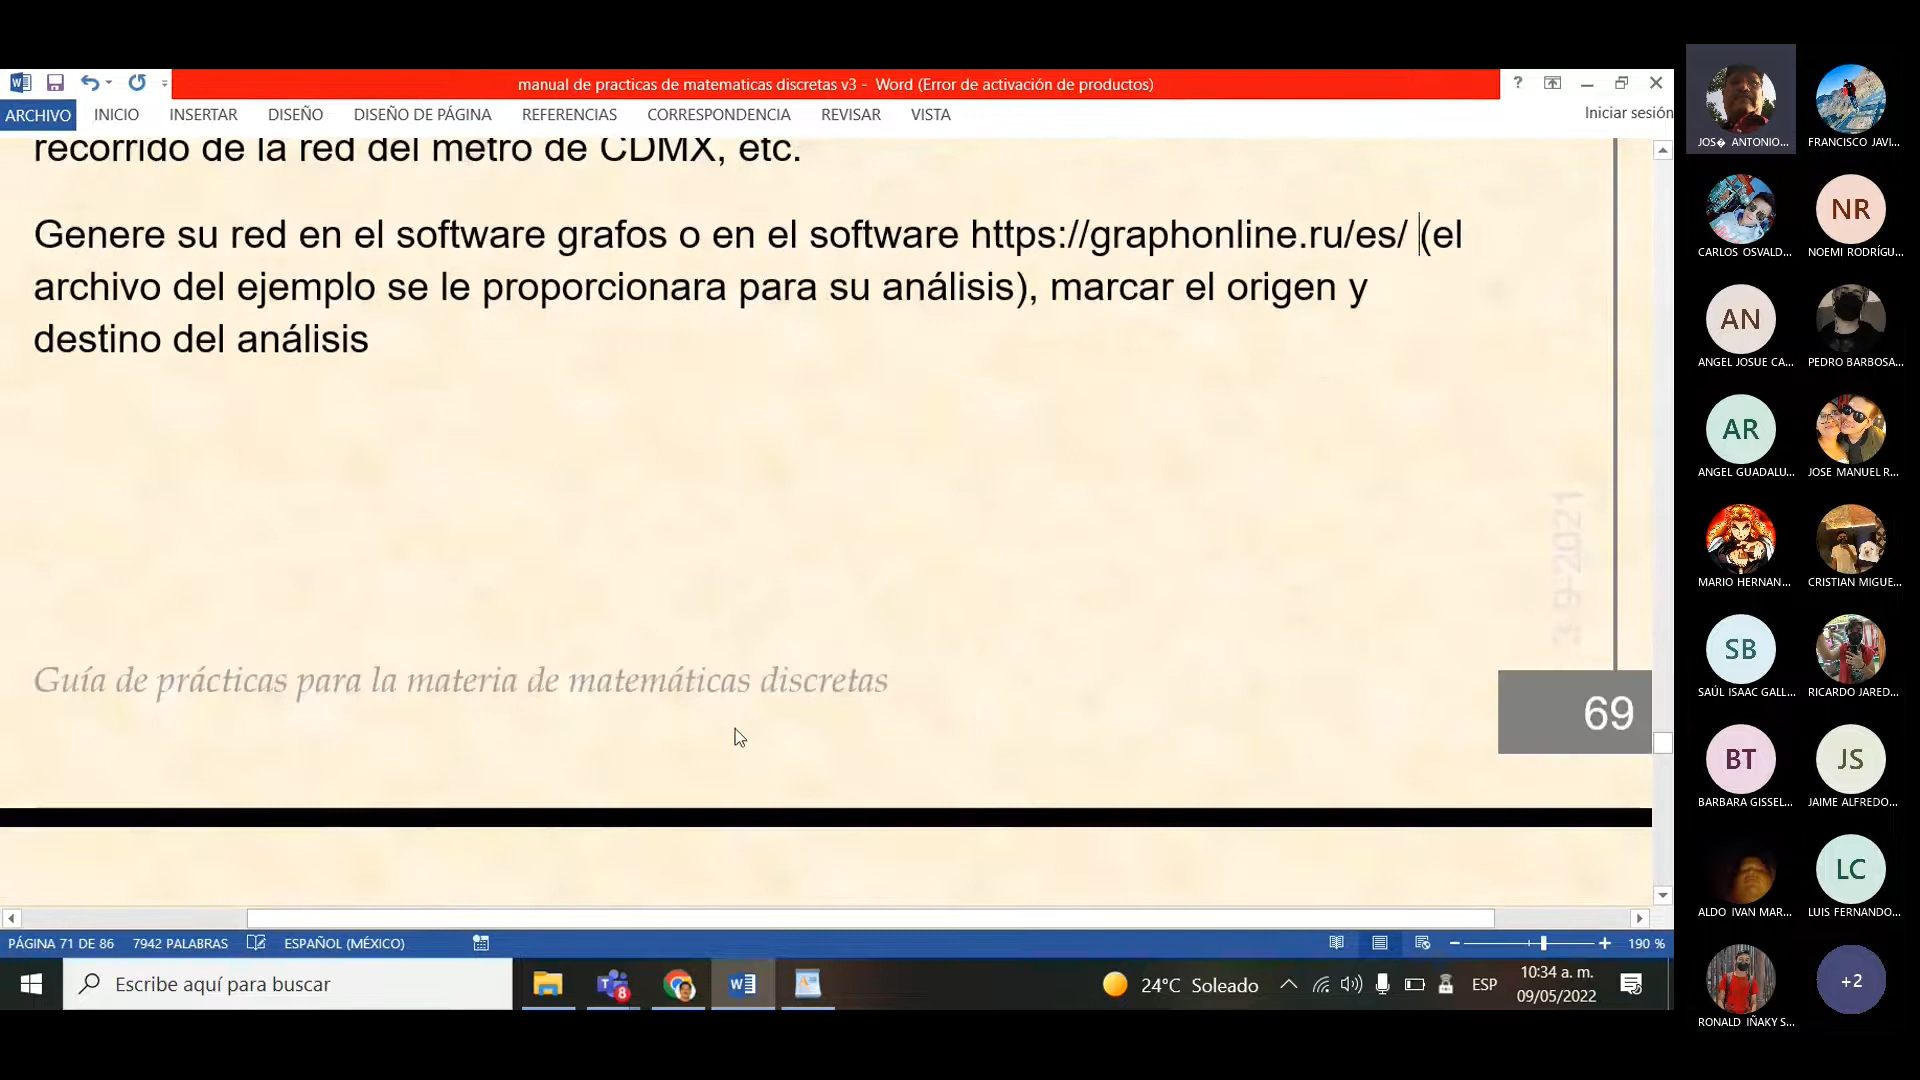 manual de practicas de matematicas discretas v3 - Word (Error de activación de productos)
?
ARCHIVO INICIO INSERTAR DISEÑO DISEÑO DE PÁGINA REFERENCIAS CORRESPONDENCIA REVISAR VISTA Iniciar sesión
recorrido de la red del metro de CDMX, etc.
Genere su red en el software grafos o en el software https://graphonline.ru/es/ (el
archivo del ejemplo se le proporcionara para su análisis), marcar el origen y
destino del análisis
3-9-2021
Guía de prácticas para la materia de matemáticas discretas
69
PÁGINA 71 DE 86 7942 PALABRAS ESPAÑOL (MÉXICO) 190 %
Escribe aquí para buscar
8
24°C Soleado
ESP
10:34 a. m.
09/05/2022
JOS� ANTONIO...
FRANCISCO JAVI...
CARLOS OSVALD...
NR
NOEMI RODRÍGU...
AN
ANGEL JOSUE CA...
PEDRO BARBOSA...
AR
ANGEL GUADALU...
JOSE MANUEL R...
MARIO HERNAN...
CRISTIAN MIGUE...
SB
SAÚL ISAAC GALL...
RICARDO JARED...
BT
BARBARA GISSEL...
JS
JAIME ALFREDO...
ALDO IVAN MAR...
LC
LUIS FERNANDO...
RONALD IÑAKY S...
+2